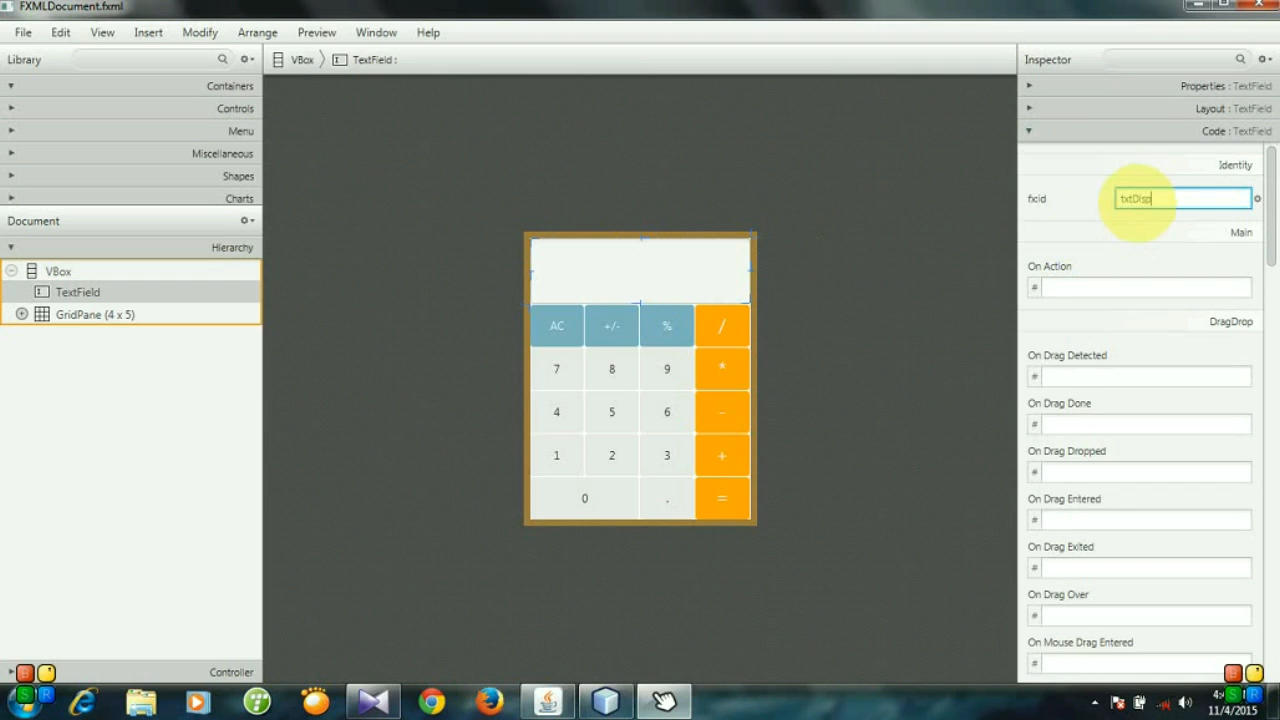 FXMLDocument.fxml
File Edit View Insert Modify Arrange Preview Window Help
Library
VBox TextField :
Inspector
Containers
Controls
Menu
Miscellaneous
Shapes
Charts
Document
Hierarchy
VBox
TextField
GridPane (4 x 5)
Controller
AC +/- % /
7 8 9 *
4 5 6 -
1 2 3 +
0 . =
Properties : TextField
Layout : TextField
Code : TextField
Identity
fx:id txtDisp
Main
On Action
#
DragDrop
On Drag Detected
#
On Drag Done
#
On Drag Dropped
#
On Drag Entered
#
On Drag Exited
#
On Drag Over
#
On Mouse Drag Entered
#
S R
S R
11/4/2015